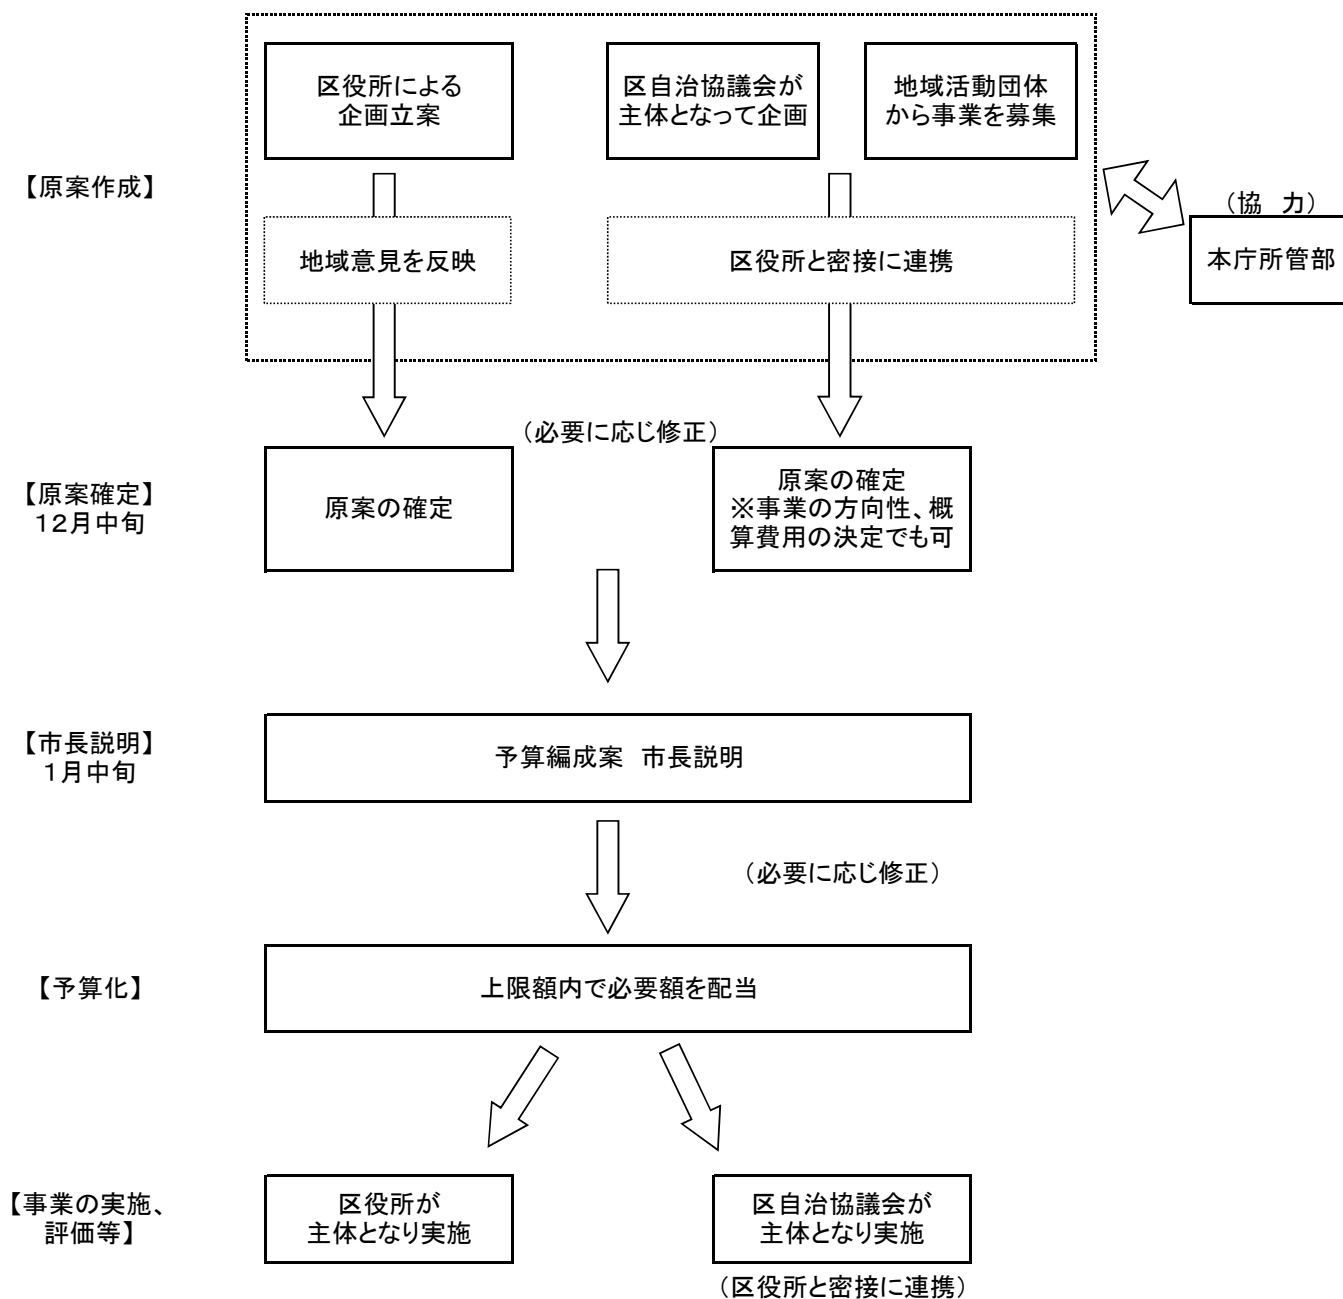 区役所による
企画立案
区自治協議会が
主体となって企画
地域活動団体
から事業を募集
【原案作成】
（協　力）
地域意見を反映
区役所と密接に連携
本庁所管部
（必要に応じ修正）
【原案確定】
１２月中旬
原案の確定
原案の確定
※事業の方向性、概
算費用の決定でも可
【市長説明】
１月中旬
予算編成案　市長説明
（必要に応じ修正）
【予算化】
上限額内で必要額を配当
【事業の実施、
評価等】
区役所が
主体となり実施
区自治協議会が
主体となり実施
（区役所と密接に連携）